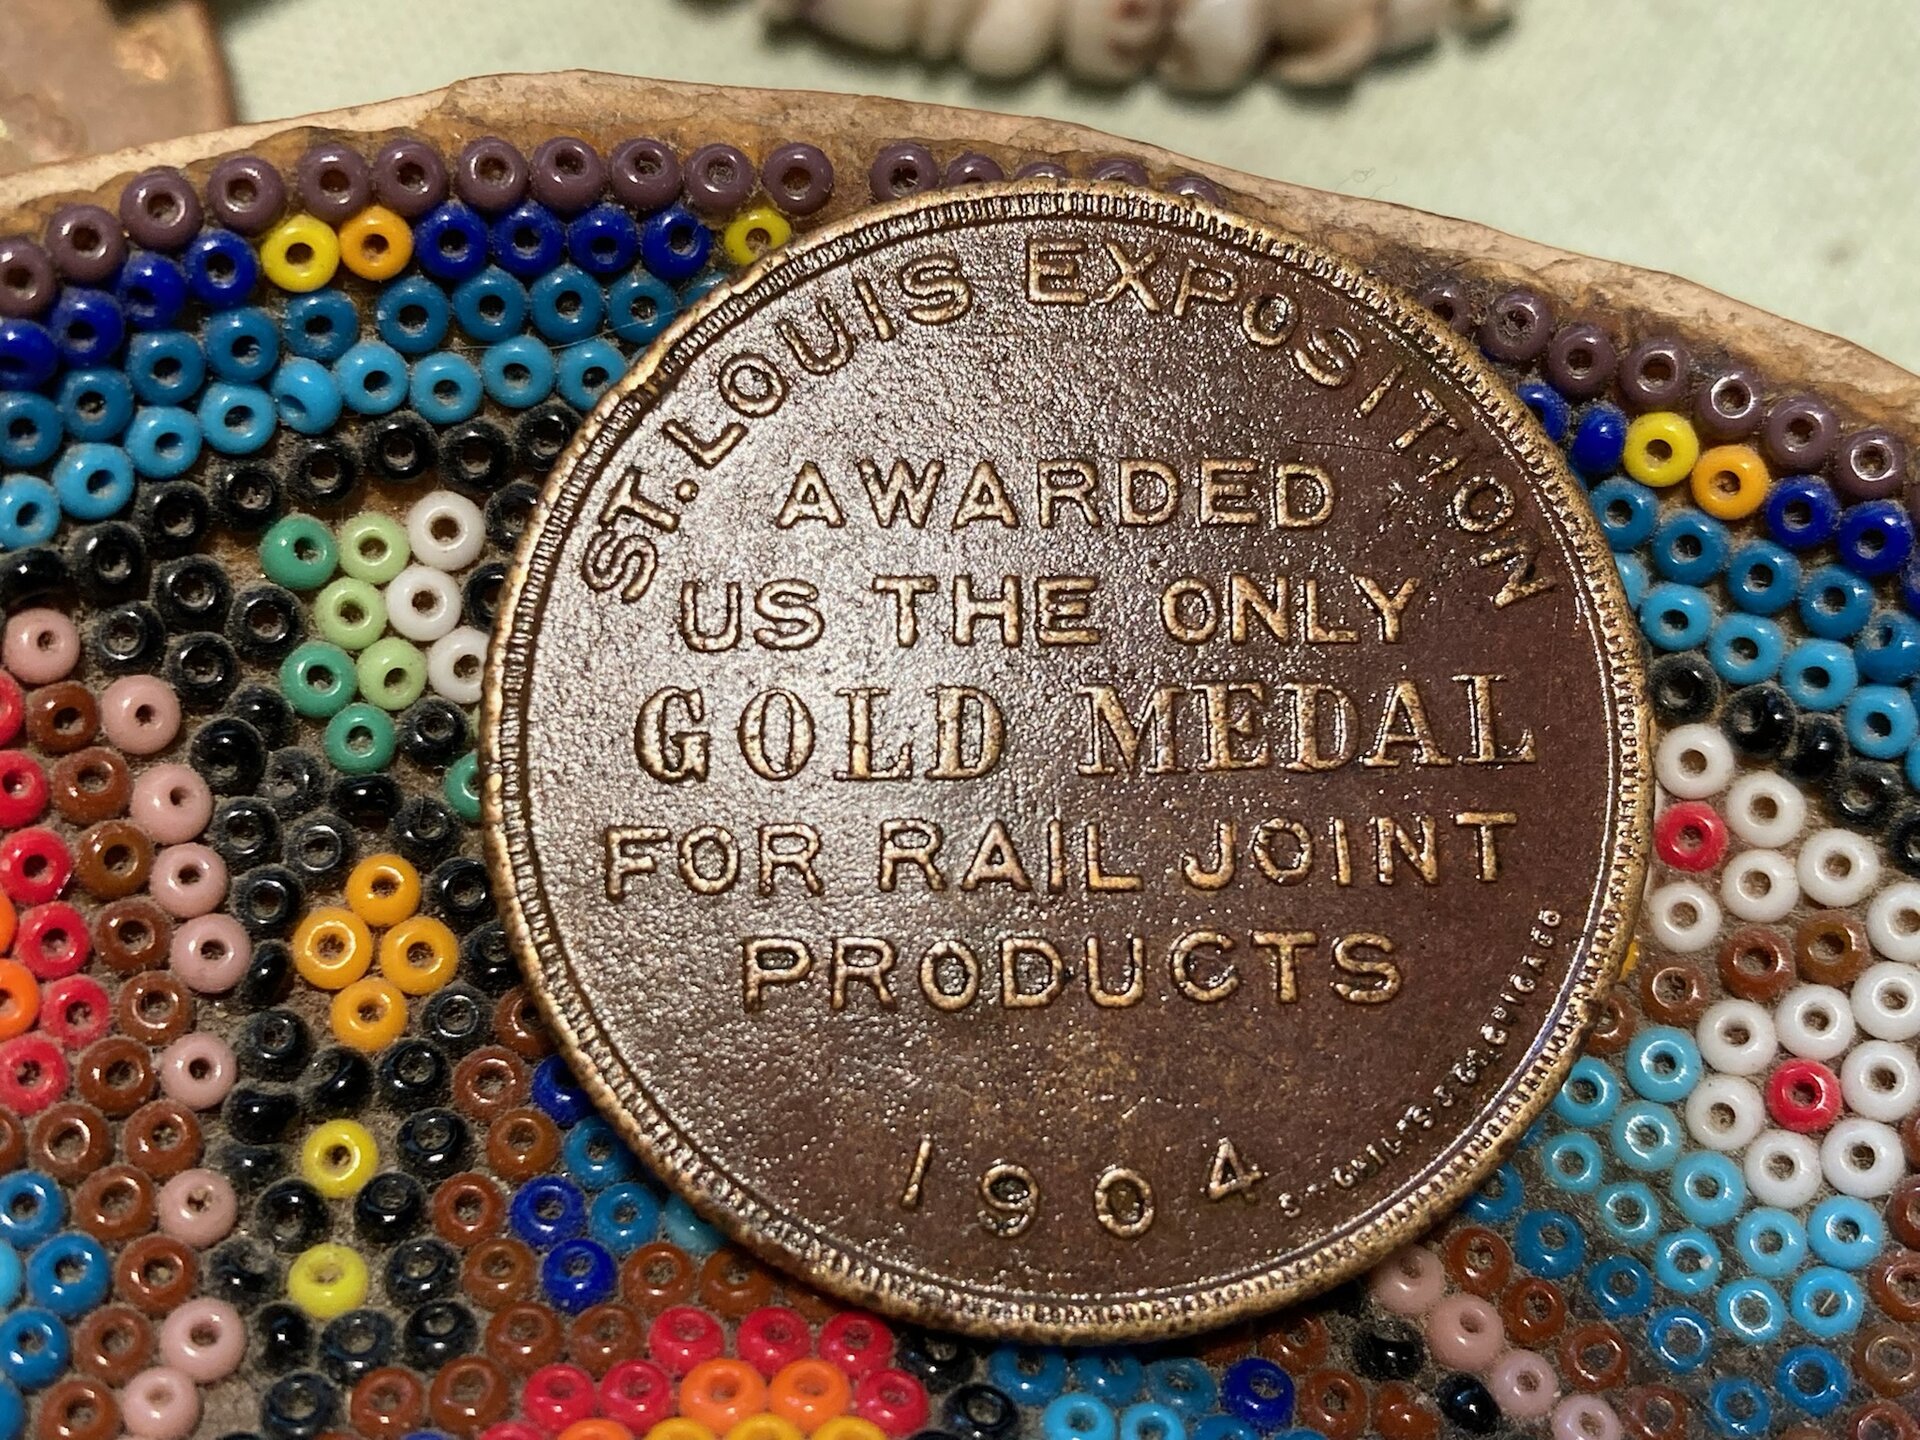 ST. LOUIS EXPOSITION
AWARDED
US THE ONLY
GOLD MEDAL
FOR RAIL JOINT
PRODUCTS
1904